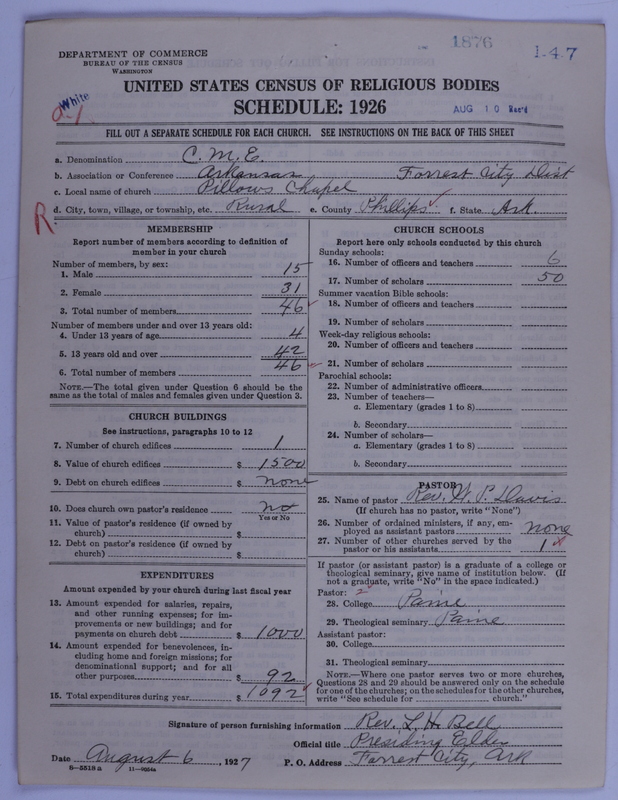 1876
1-4-7
DEPARTMENT OF COMMERCE
BUREAU OF THE CENSUS
WASHINGTON
UNITED STATES CENSUS OF RELIGIOUS BODIES
White
a-1
SCHEDULE: 1926
AUG 10 Rec'd
FILL OUT A SEPARATE SCHEDULE FOR EACH CHURCH. SEE INSTRUCTIONS ON THE BACK OF THIS SHEET
a. Denomination C.M.E.
b. Association or Conference Arkansas Forrest City Dist
c. Local name of church Pillows Chapel
d. City, town, village, or township, etc. Rural e. County Phillips f. State Ark.
R
MEMBERSHIP
Report number of members according to definition of
member in your church
Number of members, by sex:
1. Male 15
2. Female 31
3. Total number of members 46
Number of members under and over 13 years old:
4. Under 13 years of age 4
5. 13 years old and over 42
6. Total number of members 46
NOTE.—The total given under Question 6 should be the
same as the total of males and females given under Question 3.
CHURCH BUILDINGS
See instructions, paragraphs 10 to 12
7. Number of church edifices 1
8. Value of church edifices $ 1500
9. Debt on church edifices $ none
10. Does church own pastor's residence no
Yes or No
11. Value of pastor's residence (if owned by
church) $
12. Debt on pastor's residence (if owned by
church) $
EXPENDITURES
Amount expended by your church during last fiscal year
13. Amount expended for salaries, repairs,
and other running expenses; for im-
provements or new buildings; and for
payments on church debt $ 1000
14. Amount expended for benevolences, in-
cluding home and foreign missions; for
denominational support; and for all
other purposes $ 92
15. Total expenditures during year $ 1092
CHURCH SCHOOLS
Report here only schools conducted by this church
Sunday schools:
16. Number of officers and teachers 6
17. Number of scholars 50
Summer vacation Bible schools:
18. Number of officers and teachers
19. Number of scholars
Week-day religious schools:
20. Number of officers and teachers
21. Number of scholars
Parochial schools:
22. Number of administrative officers
23. Number of teachers—
a. Elementary (grades 1 to 8)
b. Secondary
24. Number of scholars—
a. Elementary (grades 1 to 8)
b. Secondary
PASTOR
25. Name of pastor Rev. W. P. Davis
(If church has no pastor, write "None")
26. Number of ordained ministers, if any, em-
ployed as assistant pastors none
27. Number of other churches served by the
pastor or his assistants 1
If pastor (or assistant pastor) is a graduate of a college or
theological seminary, give name of institution below. (If
not a graduate, write "No" in the space indicated.)
Pastor: 2
28. College Paine
29. Theological seminary Paine
Assistant pastor:
30. College
31. Theological seminary
NOTE.—Where one pastor serves two or more churches,
Questions 28 and 29 should be answered only on the schedule
for one of the churches; on the schedules for the other churches,
write "See schedule for church."
Signature of person furnishing information Rev. L. H. Bell
Official title Presiding Elder
Date August 6, 1927 P. O. Address Forrest City, Ark
8—5518a